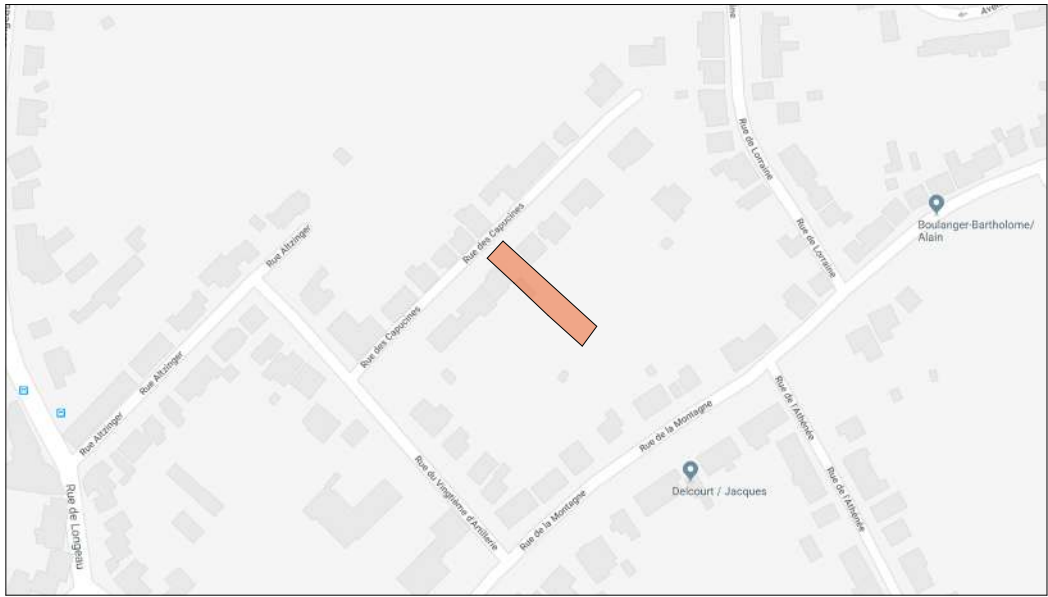 Rue de Lorraine
Rue de Lorraine
Boulanger-Bartholome/
Alain
Rue des Capucines
Rue Altzinger
Rue des Capucines
Rue Altzinger
Rue Altzinger
Rue de l'Athénée
Rue de la Montagne
Rue du Vingtième d'Artillerie
Delcourt / Jacques
Rue de l'Athénée
Rue de Longeau
Rue de la Montagne